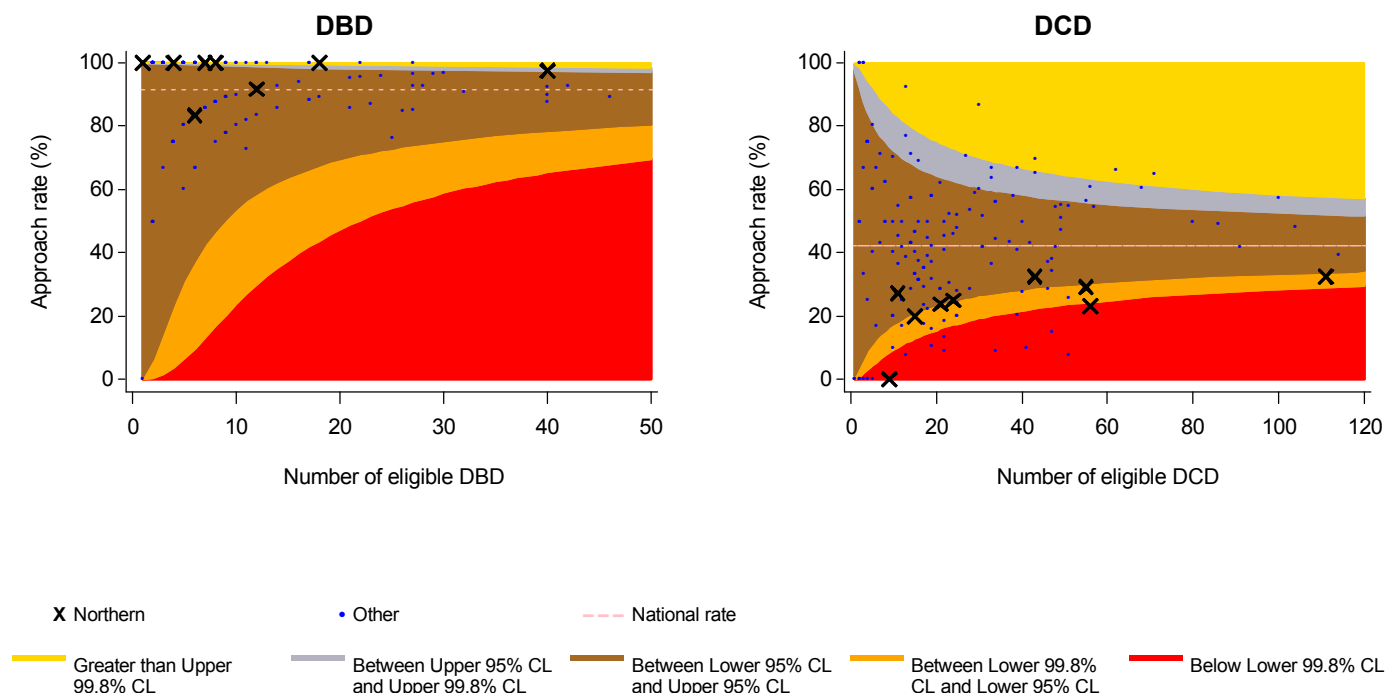 DBD
DCD
Approach rate (%)
100
80
60
40
20
0
0 10 20 30 40 50
Number of eligible DBD
Approach rate (%)
100
80
60
40
20
0
0 20 40 60 80 100 120
Number of eligible DCD
X Northern
Other
National rate
Greater than Upper
99.8% CL
Between Upper 95% CL
and Upper 99.8% CL
Between Lower 95% CL
and Upper 95% CL
Between Lower 99.8%
CL and Lower 95% CL
Below Lower 99.8% CL